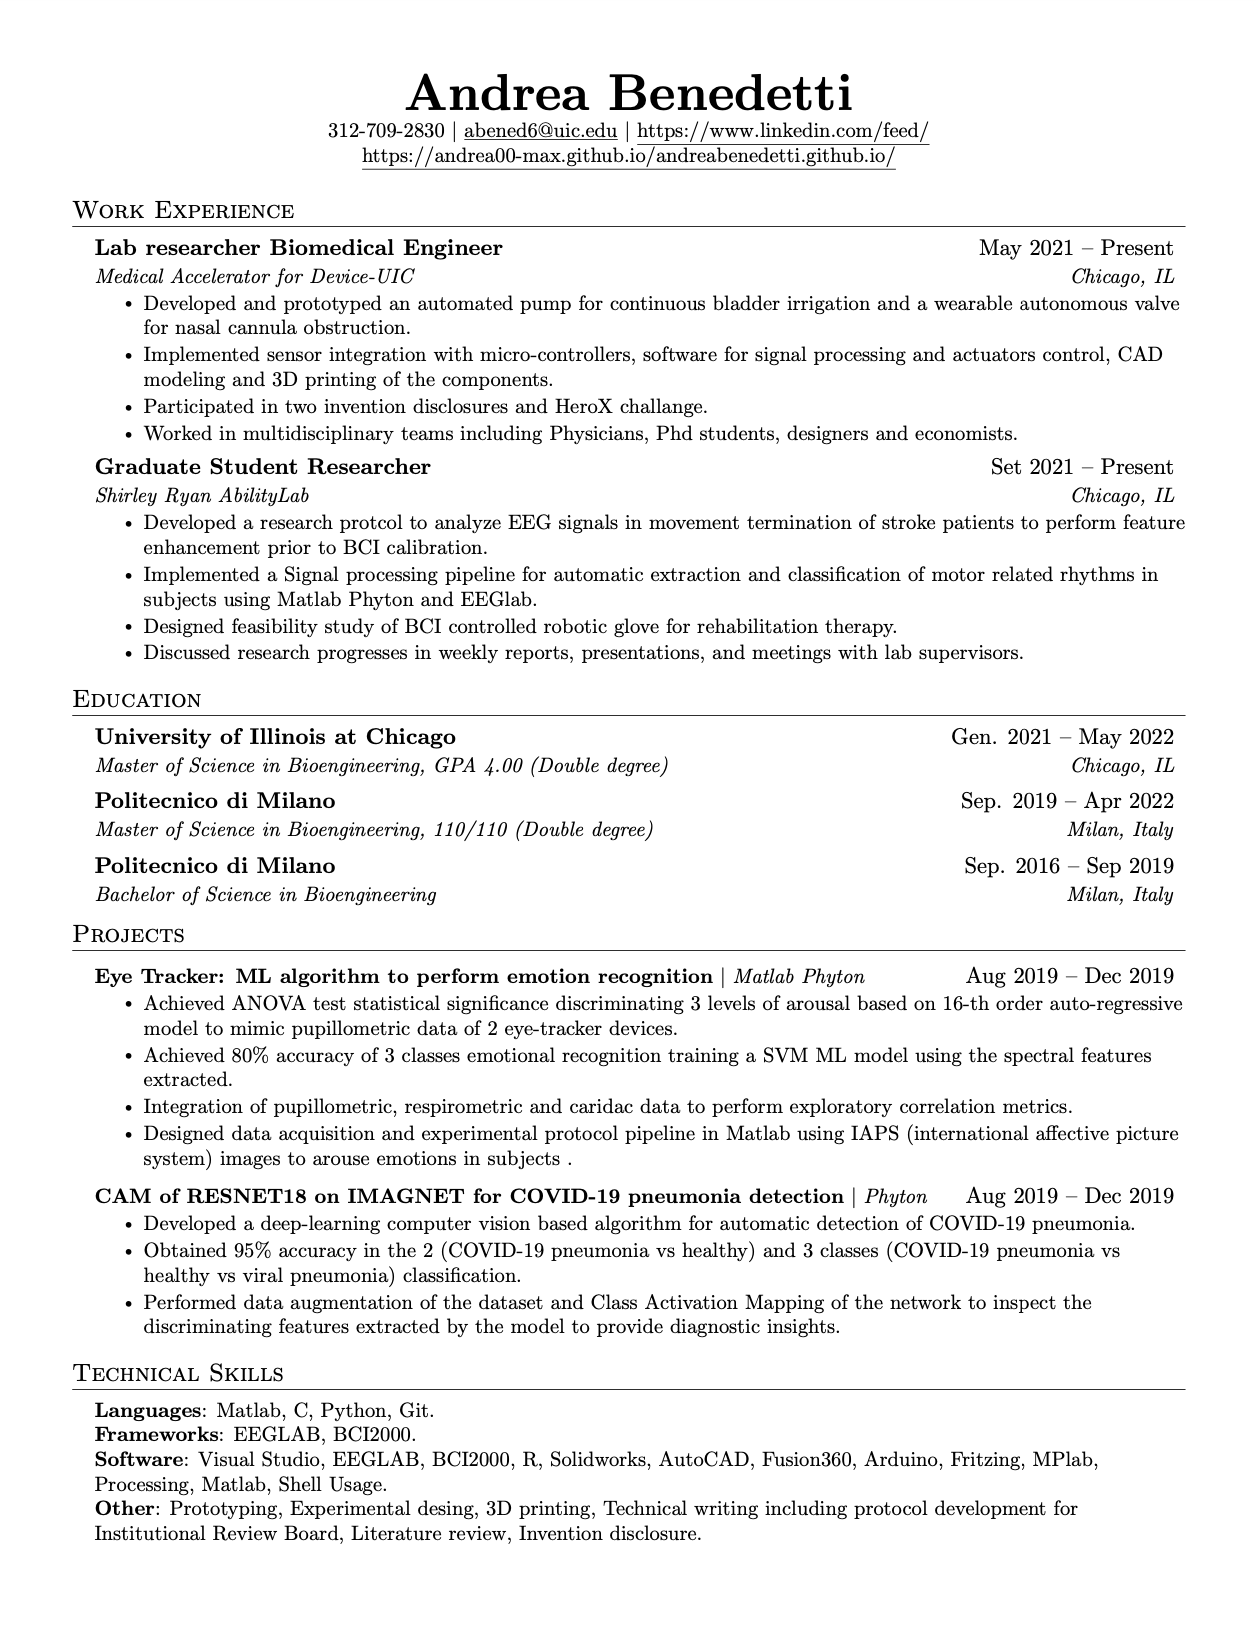 Andrea Benedetti
312-709-2830 | abened6@uic.edu | https://www.linkedin.com/feed/
https://andrea00-max.github.io/andreabenedetti.github.io/
Work Experience
Lab researcher Biomedical Engineer May 2021 – Present
Medical Accelerator for Device-UIC Chicago, IL
• Developed and prototyped an automated pump for continuous bladder irrigation and a wearable autonomous valve
for nasal cannula obstruction.
• Implemented sensor integration with micro-controllers, software for signal processing and actuators control, CAD
modeling and 3D printing of the components.
• Participated in two invention disclosures and HeroX challange.
• Worked in multidisciplinary teams including Physicians, Phd students, designers and economists.
Graduate Student Researcher Set 2021 – Present
Shirley Ryan AbilityLab Chicago, IL
• Developed a research protcol to analyze EEG signals in movement termination of stroke patients to perform feature
enhancement prior to BCI calibration.
• Implemented a Signal processing pipeline for automatic extraction and classification of motor related rhythms in
subjects using Matlab Phyton and EEGlab.
• Designed feasibility study of BCI controlled robotic glove for rehabilitation therapy.
• Discussed research progresses in weekly reports, presentations, and meetings with lab supervisors.
Education
University of Illinois at Chicago Gen. 2021 – May 2022
Master of Science in Bioengineering, GPA 4.00 (Double degree) Chicago, IL
Politecnico di Milano Sep. 2019 – Apr 2022
Master of Science in Bioengineering, 110/110 (Double degree) Milan, Italy
Politecnico di Milano Sep. 2016 – Sep 2019
Bachelor of Science in Bioengineering Milan, Italy
Projects
Eye Tracker: ML algorithm to perform emotion recognition | Matlab Phyton Aug 2019 – Dec 2019
• Achieved ANOVA test statistical significance discriminating 3 levels of arousal based on 16-th order auto-regressive
model to mimic pupillometric data of 2 eye-tracker devices.
• Achieved 80% accuracy of 3 classes emotional recognition training a SVM ML model using the spectral features
extracted.
• Integration of pupillometric, respirometric and caridac data to perform exploratory correlation metrics.
• Designed data acquisition and experimental protocol pipeline in Matlab using IAPS (international affective picture
system) images to arouse emotions in subjects .
CAM of RESNET18 on IMAGNET for COVID-19 pneumonia detection | Phyton Aug 2019 – Dec 2019
• Developed a deep-learning computer vision based algorithm for automatic detection of COVID-19 pneumonia.
• Obtained 95% accuracy in the 2 (COVID-19 pneumonia vs healthy) and 3 classes (COVID-19 pneumonia vs
healthy vs viral pneumonia) classification.
• Performed data augmentation of the dataset and Class Activation Mapping of the network to inspect the
discriminating features extracted by the model to provide diagnostic insights.
Technical Skills
Languages: Matlab, C, Python, Git.
Frameworks: EEGLAB, BCI2000.
Software: Visual Studio, EEGLAB, BCI2000, R, Solidworks, AutoCAD, Fusion360, Arduino, Fritzing, MPlab,
Processing, Matlab, Shell Usage.
Other: Prototyping, Experimental desing, 3D printing, Technical writing including protocol development for
Institutional Review Board, Literature review, Invention disclosure.